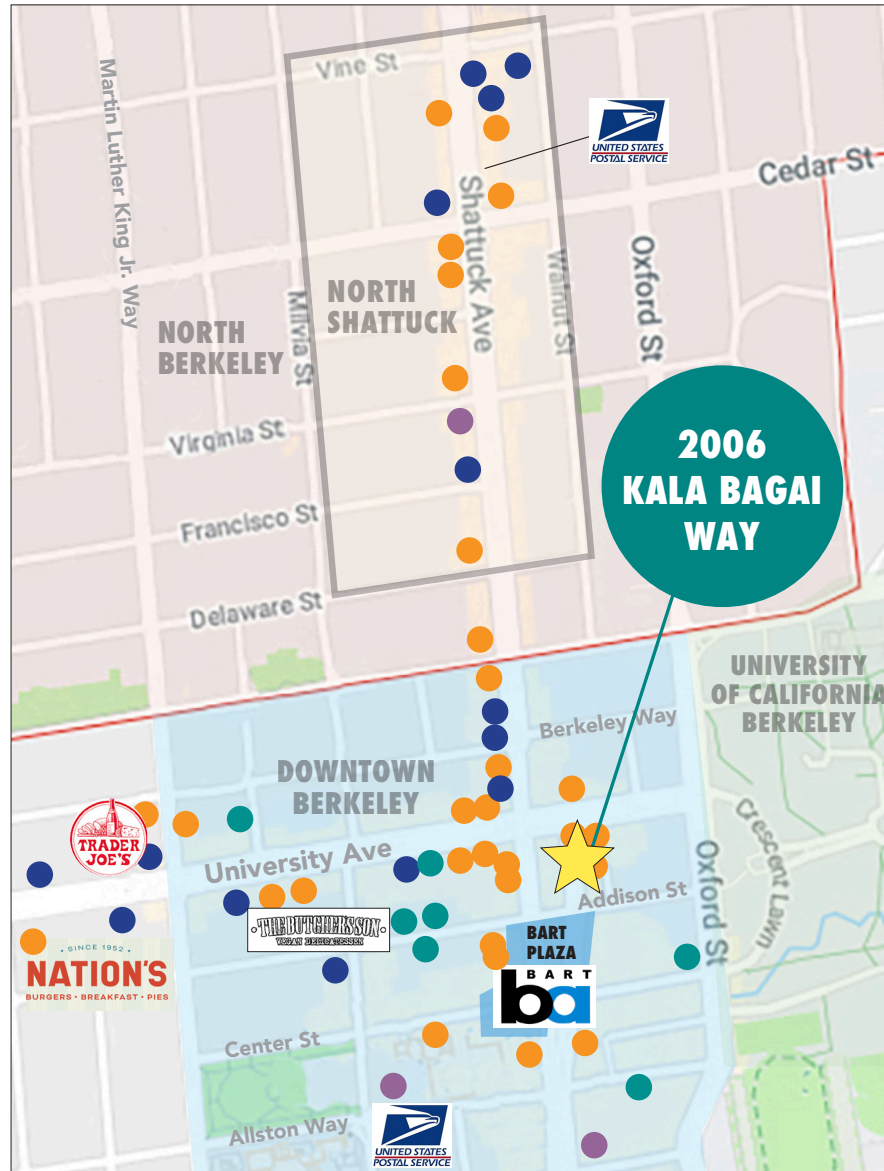 Vine St
Martin Luther King Jr. Way
UNITED STATES
POSTAL SERVICE
Cedar St
Shattuck Ave
Walnut St
Oxford St
NORTH
SHATTUCK
NORTH
BERKELEY
Milvia St
Virginia St
2006
KALA BAGAI
WAY
Francisco St
Delaware St
UNIVERSITY
OF CALIFORNIA
BERKELEY
Berkeley Way
DOWNTOWN
BERKELEY
TRADER
JOE'S
University Ave
Crescent Lawn
Oxford St
Addison St
THE BUTCHER'S SON
VEGAN DELICATESSEN
BART
PLAZA
BART
ba
• SINCE 1952 •
NATION'S
BURGERS • BREAKFAST • PIES
Center St
Allston Way
UNITED STATES
POSTAL SERVICE